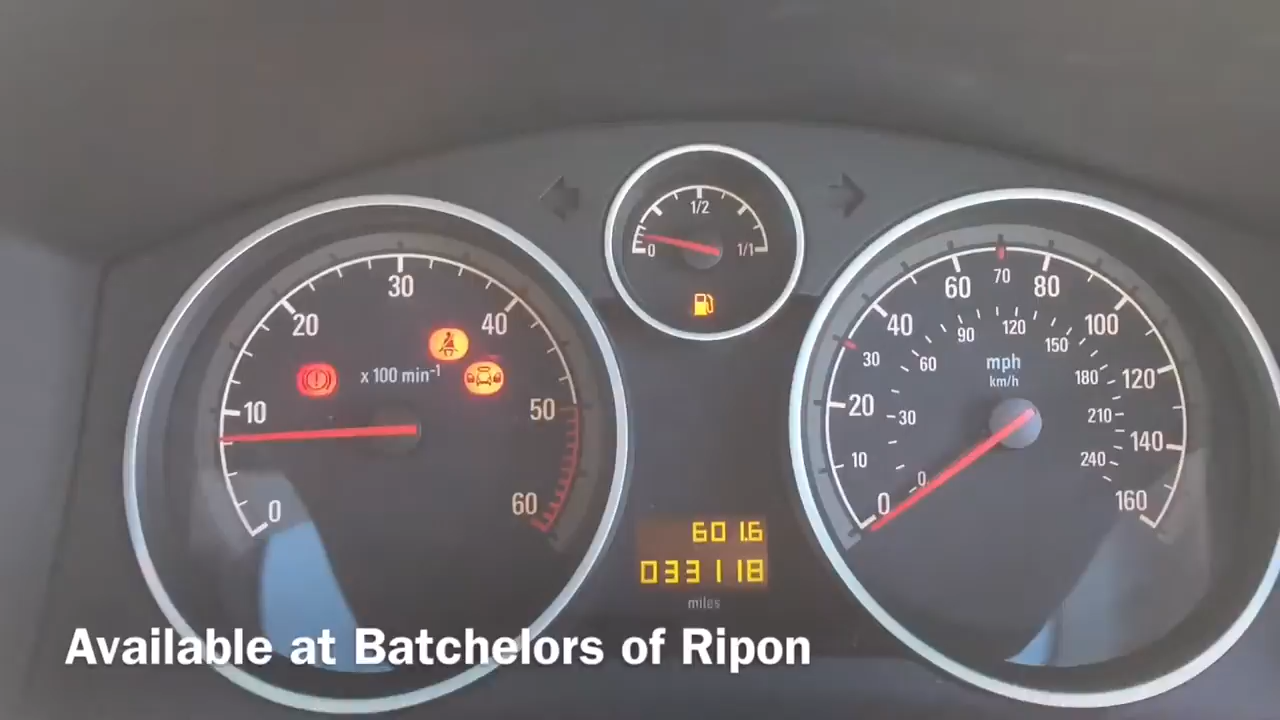 1/2
0 1/1
30
20 40
x 100 min-1
10 50
0 60
60 70 80
40 100
30 120
20 140
10 160
0
mph
km/h
90 120 150
60 180
30 210
0 240
601.6
033118
miles
Available at Batchelors of Ripon